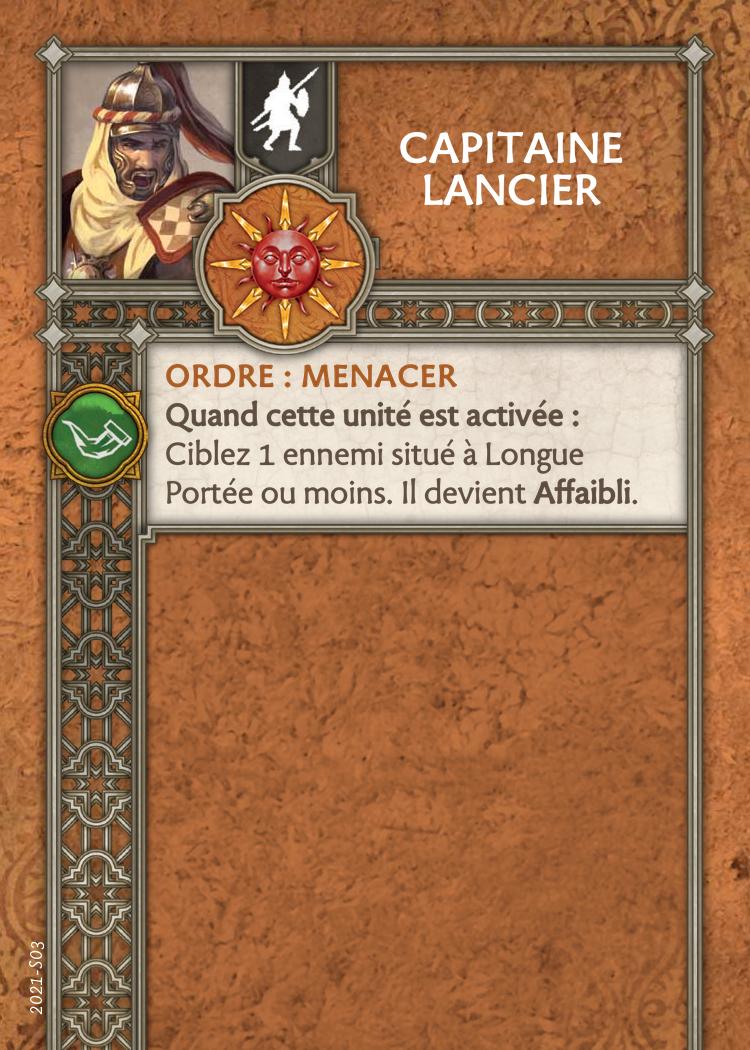 CAPITAINE
LANCIER
ORDRE : MENACER
Quand cette unité est activée :
Ciblez 1 ennemi situé à Longue
Portée ou moins. Il devient Affaibli.
2021-S03